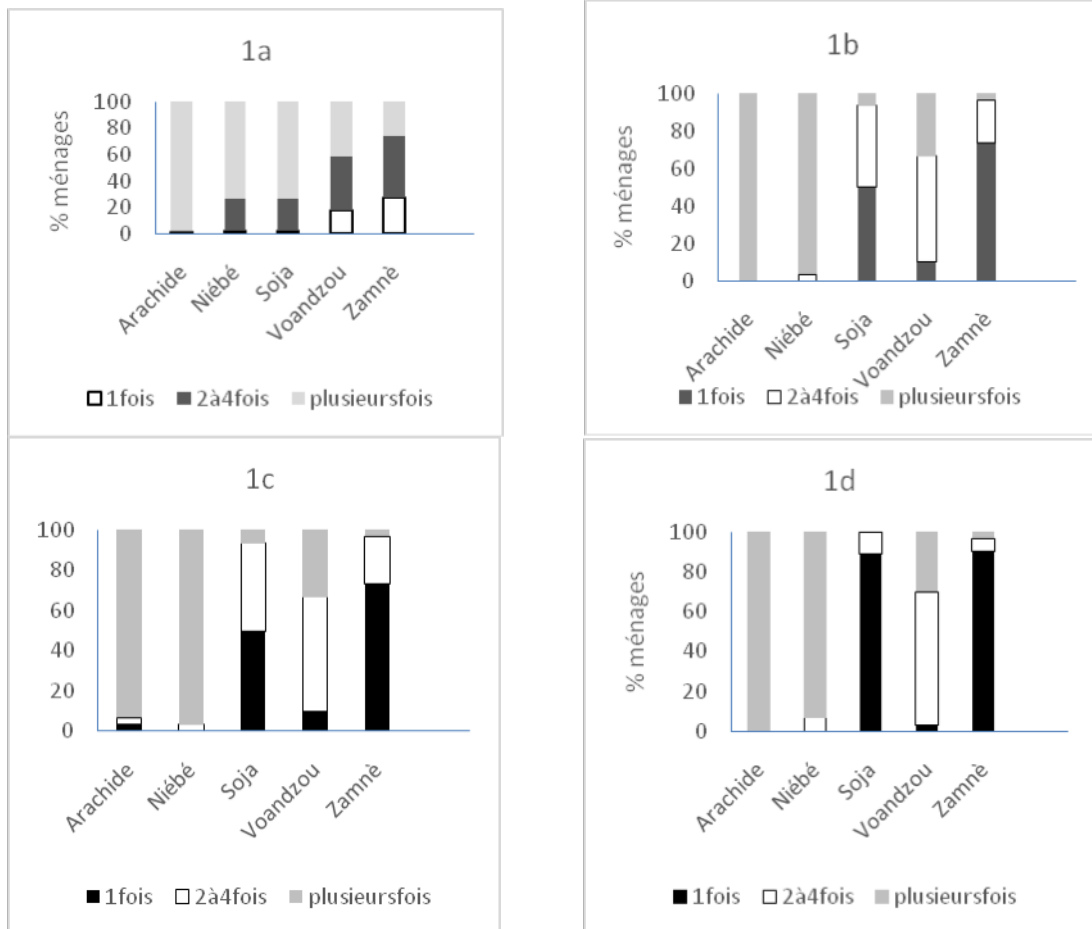 1a
% ménages
100
80
60
40
20
0
Arachide
Niébé
Soja
Voandzou
Zamnè
1fois 2à4fois plusieursfois
1b
% ménages
100
80
60
40
20
0
Arachide
Niébé
Soja
Voandzou
Zamnè
1fois 2à4fois plusieursfois
1c
100
80
60
40
20
0
Arachide
Niébé
Soja
Voandzou
Zamnè
1fois 2à4fois plusieursfois
1d
% ménages
100
80
60
40
20
0
Arachide
Niébé
Soja
Voandzou
Zamnè
1fois 2à4fois plusieursfois